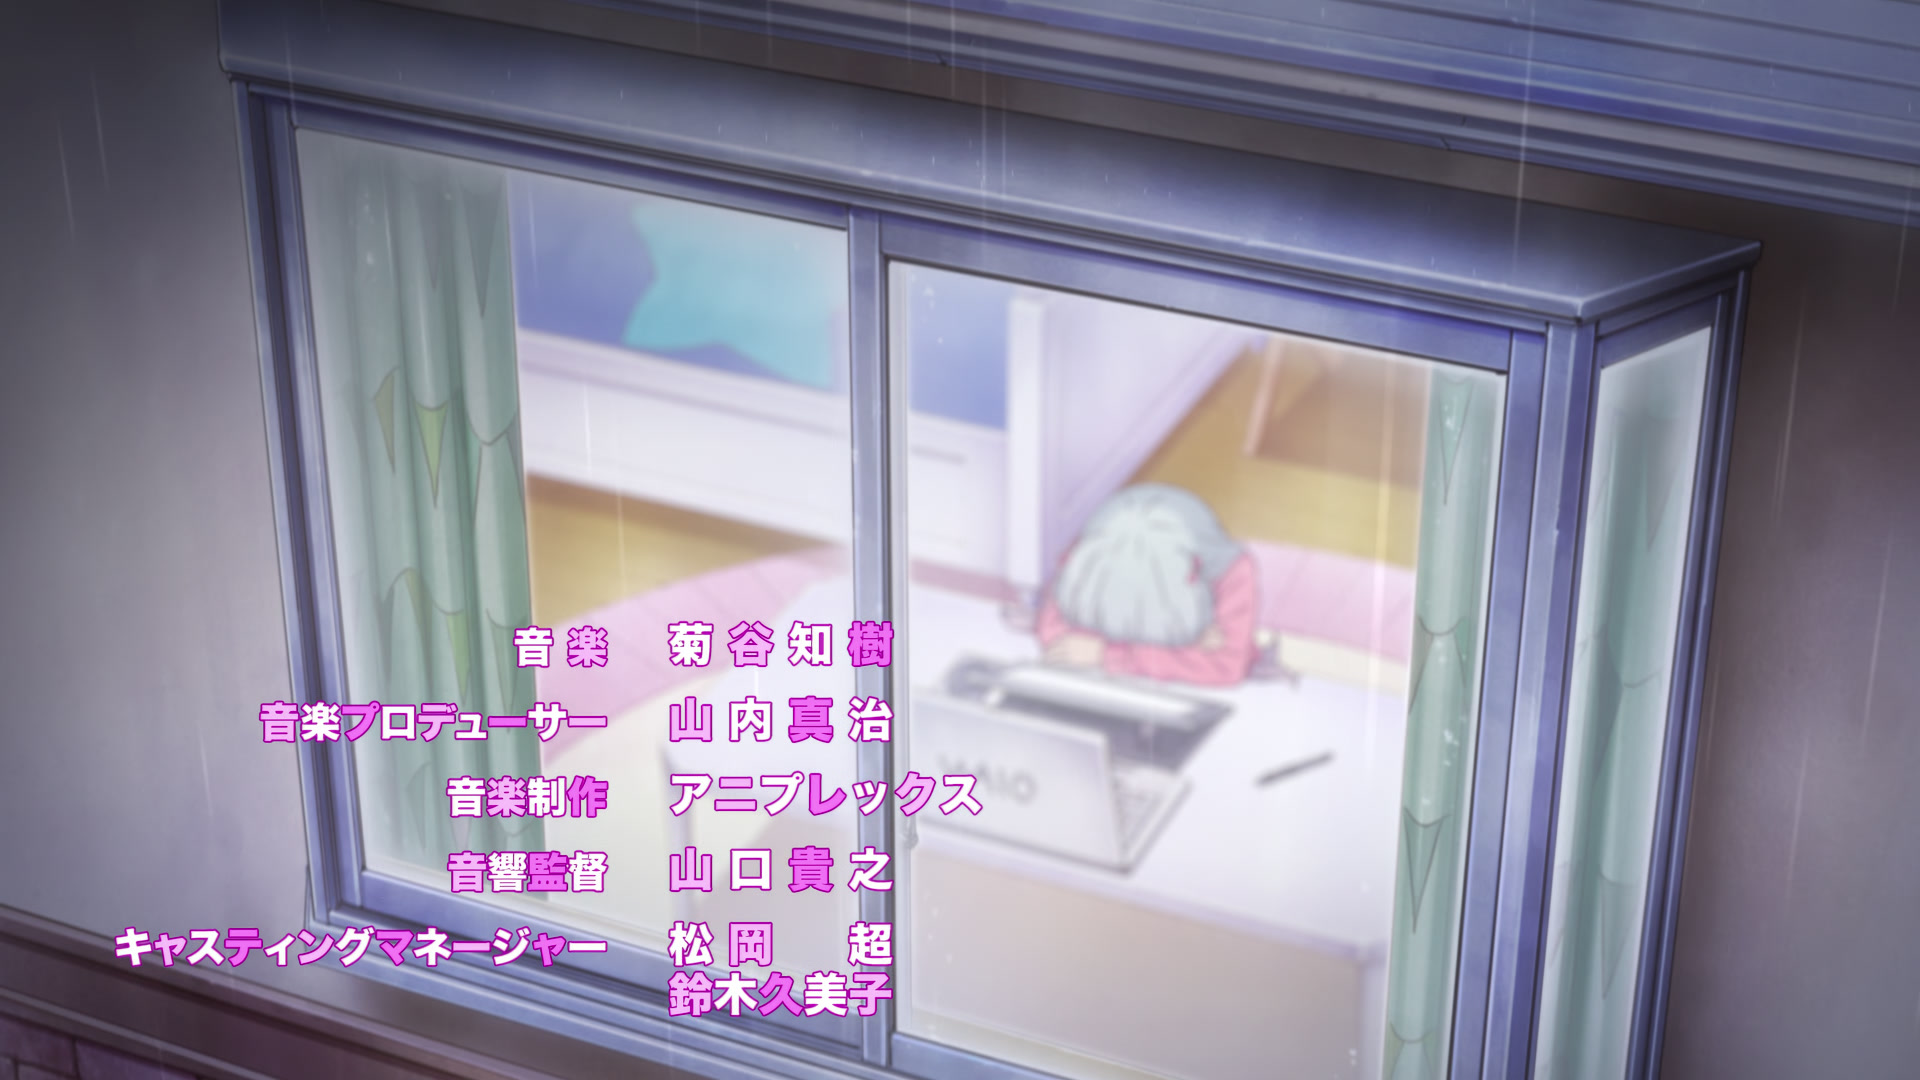 音楽 菊谷知樹
音楽プロデューサー 山内真治
音楽制作 アニプレックス
音響監督 山口貴之
キャスティングマネージャー 松岡 超
鈴木久美子
VAIO